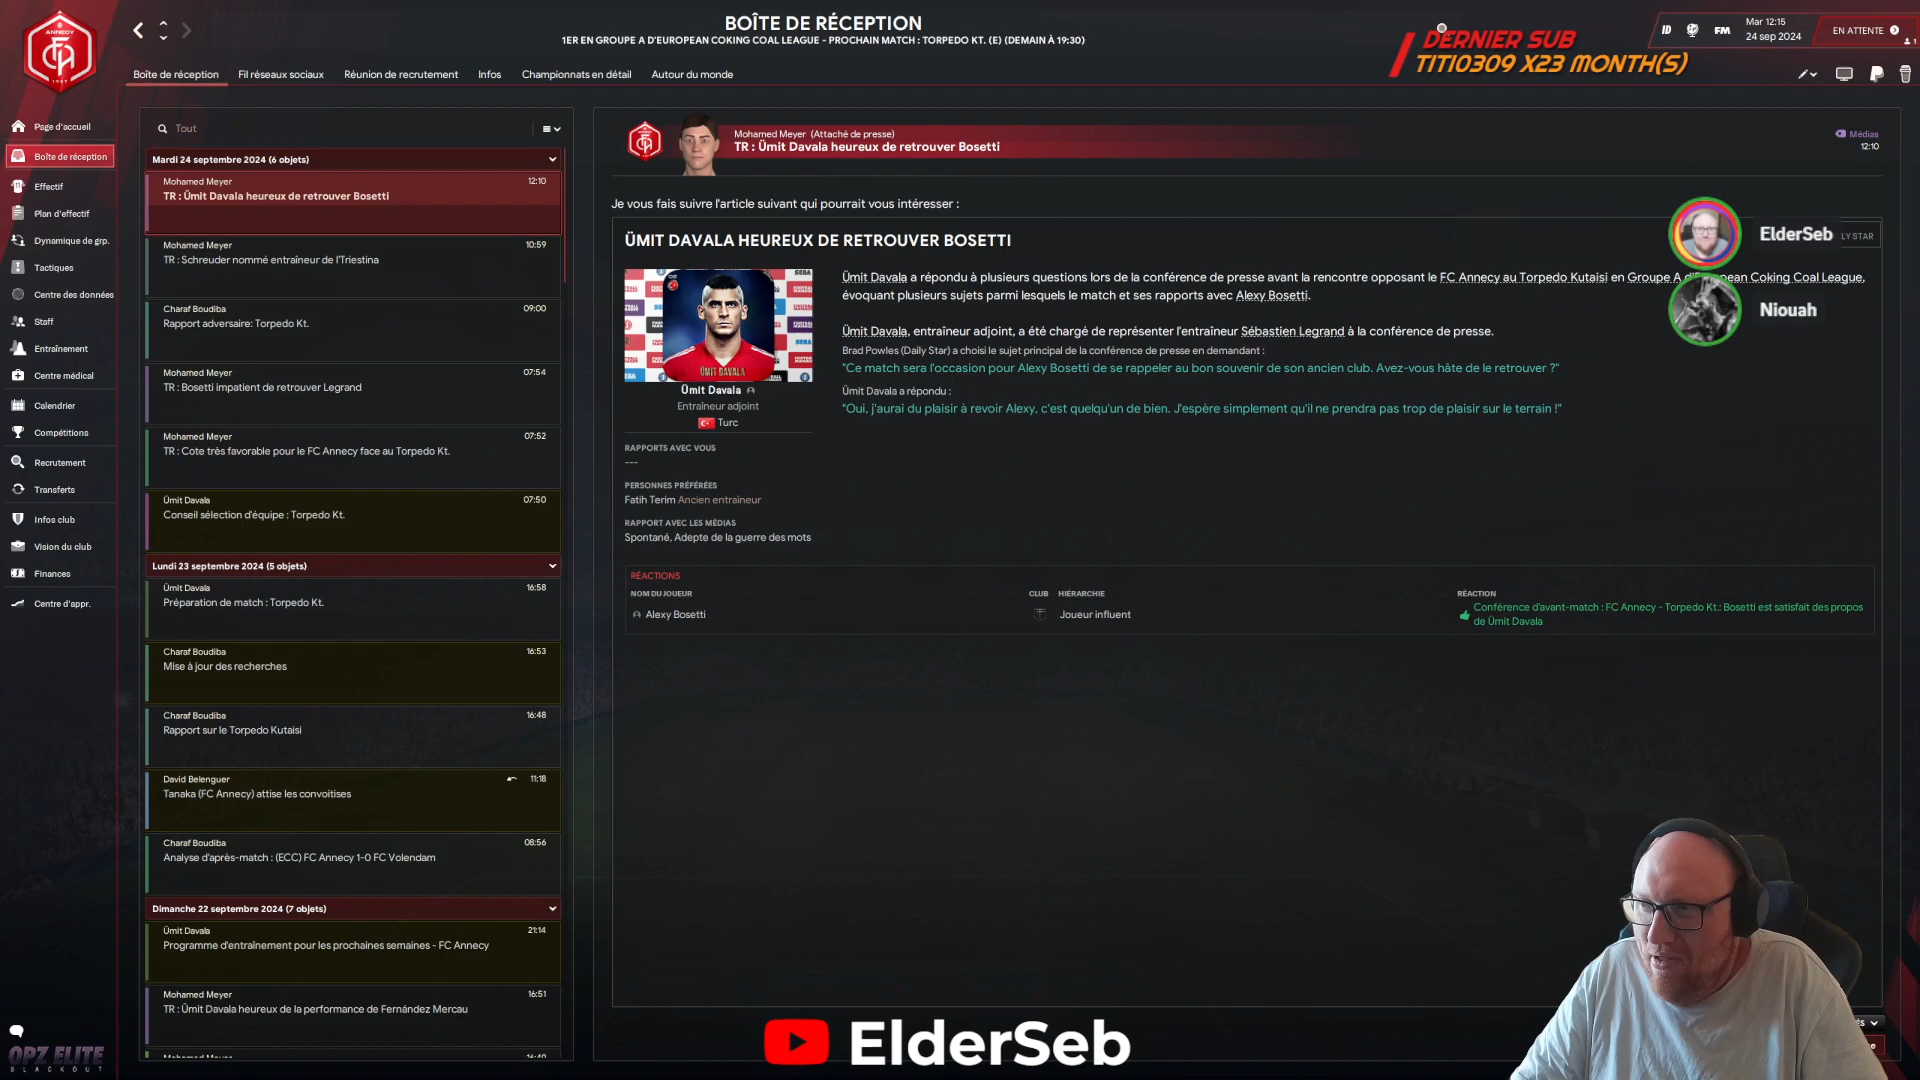 BOÎTE DE RÉCEPTION
1ER EN GROUPE A D'EUROPEAN COKING COAL LEAGUE - PROCHAIN MATCH : TORPEDO KT. (E) (DEMAIN À 19:30)
DERNIER SUB
TITI0309 X23 MONTH(S)
ID
FM
Mar 12:15
24 sep 2024
EN ATTENTE
1
Boîte de réception
Fil réseaux sociaux
Réunion de recrutement
Infos
Championnats en détail
Autour du monde
ANNECY
1927
Page d'accueil
Boîte de réception
Effectif
Plan d'effectif
Dynamique de grp.
Tactiques
Centre des données
Staff
Entraînement
Centre médical
Calendrier
Compétitions
Recrutement
Transferts
Infos club
Vision du club
Finances
Centre d'appr.
OPZ ELITE
BLACKOUT
Tout
Mardi 24 septembre 2024 (6 objets)
Mohamed Meyer 12:10
TR : Ümit Davala heureux de retrouver Bosetti
Mohamed Meyer 10:59
TR : Schreuder nommé entraîneur de l'Triestina
Charaf Boudiba 09:00
Rapport adversaire: Torpedo Kt.
Mohamed Meyer 07:54
TR : Bosetti impatient de retrouver Legrand
Mohamed Meyer 07:52
TR : Cote très favorable pour le FC Annecy face au Torpedo Kt.
Ümit Davala 07:50
Conseil sélection d'équipe : Torpedo Kt.
Lundi 23 septembre 2024 (5 objets)
Ümit Davala 16:58
Préparation de match : Torpedo Kt.
Charaf Boudiba 16:53
Mise à jour des recherches
Charaf Boudiba 16:48
Rapport sur le Torpedo Kutaisi
David Belenguer 11:18
Tanaka (FC Annecy) attise les convoitises
Charaf Boudiba 08:56
Analyse d'après-match : (ECC) FC Annecy 1-0 FC Volendam
Dimanche 22 septembre 2024 (7 objets)
Ümit Davala 21:14
Programme d'entraînement pour les prochaines semaines - FC Annecy
Mohamed Meyer 16:51
TR : Ümit Davala heureux de la performance de Fernández Mercau
Mohamed Meyer 16:49
Mohamed Meyer (Attaché de presse)
TR : Ümit Davala heureux de retrouver Bosetti
Médias
12:10
Je vous fais suivre l'article suivant qui pourrait vous intéresser :
ÜMIT DAVALA HEUREUX DE RETROUVER BOSETTI
LY STAR
ElderSeb
Niouah
SEGA
ÜMIT DAVALA
Ümit Davala
Entraîneur adjoint
Turc
Ümit Davala a répondu à plusieurs questions lors de la conférence de presse avant la rencontre opposant le FC Annecy au Torpedo Kutaisi en Groupe A d'European Coking Coal League,
évoquant plusieurs sujets parmi lesquels le match et ses rapports avec Alexy Bosetti.
Ümit Davala, entraîneur adjoint, a été chargé de représenter l'entraîneur Sébastien Legrand à la conférence de presse.
Brad Powles (Daily Star) a choisi le sujet principal de la conférence de presse en demandant :
"Ce match sera l'occasion pour Alexy Bosetti de se rappeler au bon souvenir de son ancien club. Avez-vous hâte de le retrouver ?"
Ümit Davala a répondu :
"Oui, j'aurai du plaisir à revoir Alexy, c'est quelqu'un de bien. J'espère simplement qu'il ne prendra pas trop de plaisir sur le terrain !"
RAPPORTS AVEC VOUS
---
PERSONNES PRÉFÉRÉES
Fatih Terim Ancien entraîneur
RAPPORT AVEC LES MÉDIAS
Spontané, Adepte de la guerre des mots
RÉACTIONS
NOM DU JOUEUR CLUB HIÉRARCHIE RÉACTION
Alexy Bosetti Joueur influent
Conférence d'avant-match : FC Annecy - Torpedo Kt.: Bosetti est satisfait des propos
de Ümit Davala
ElderSeb